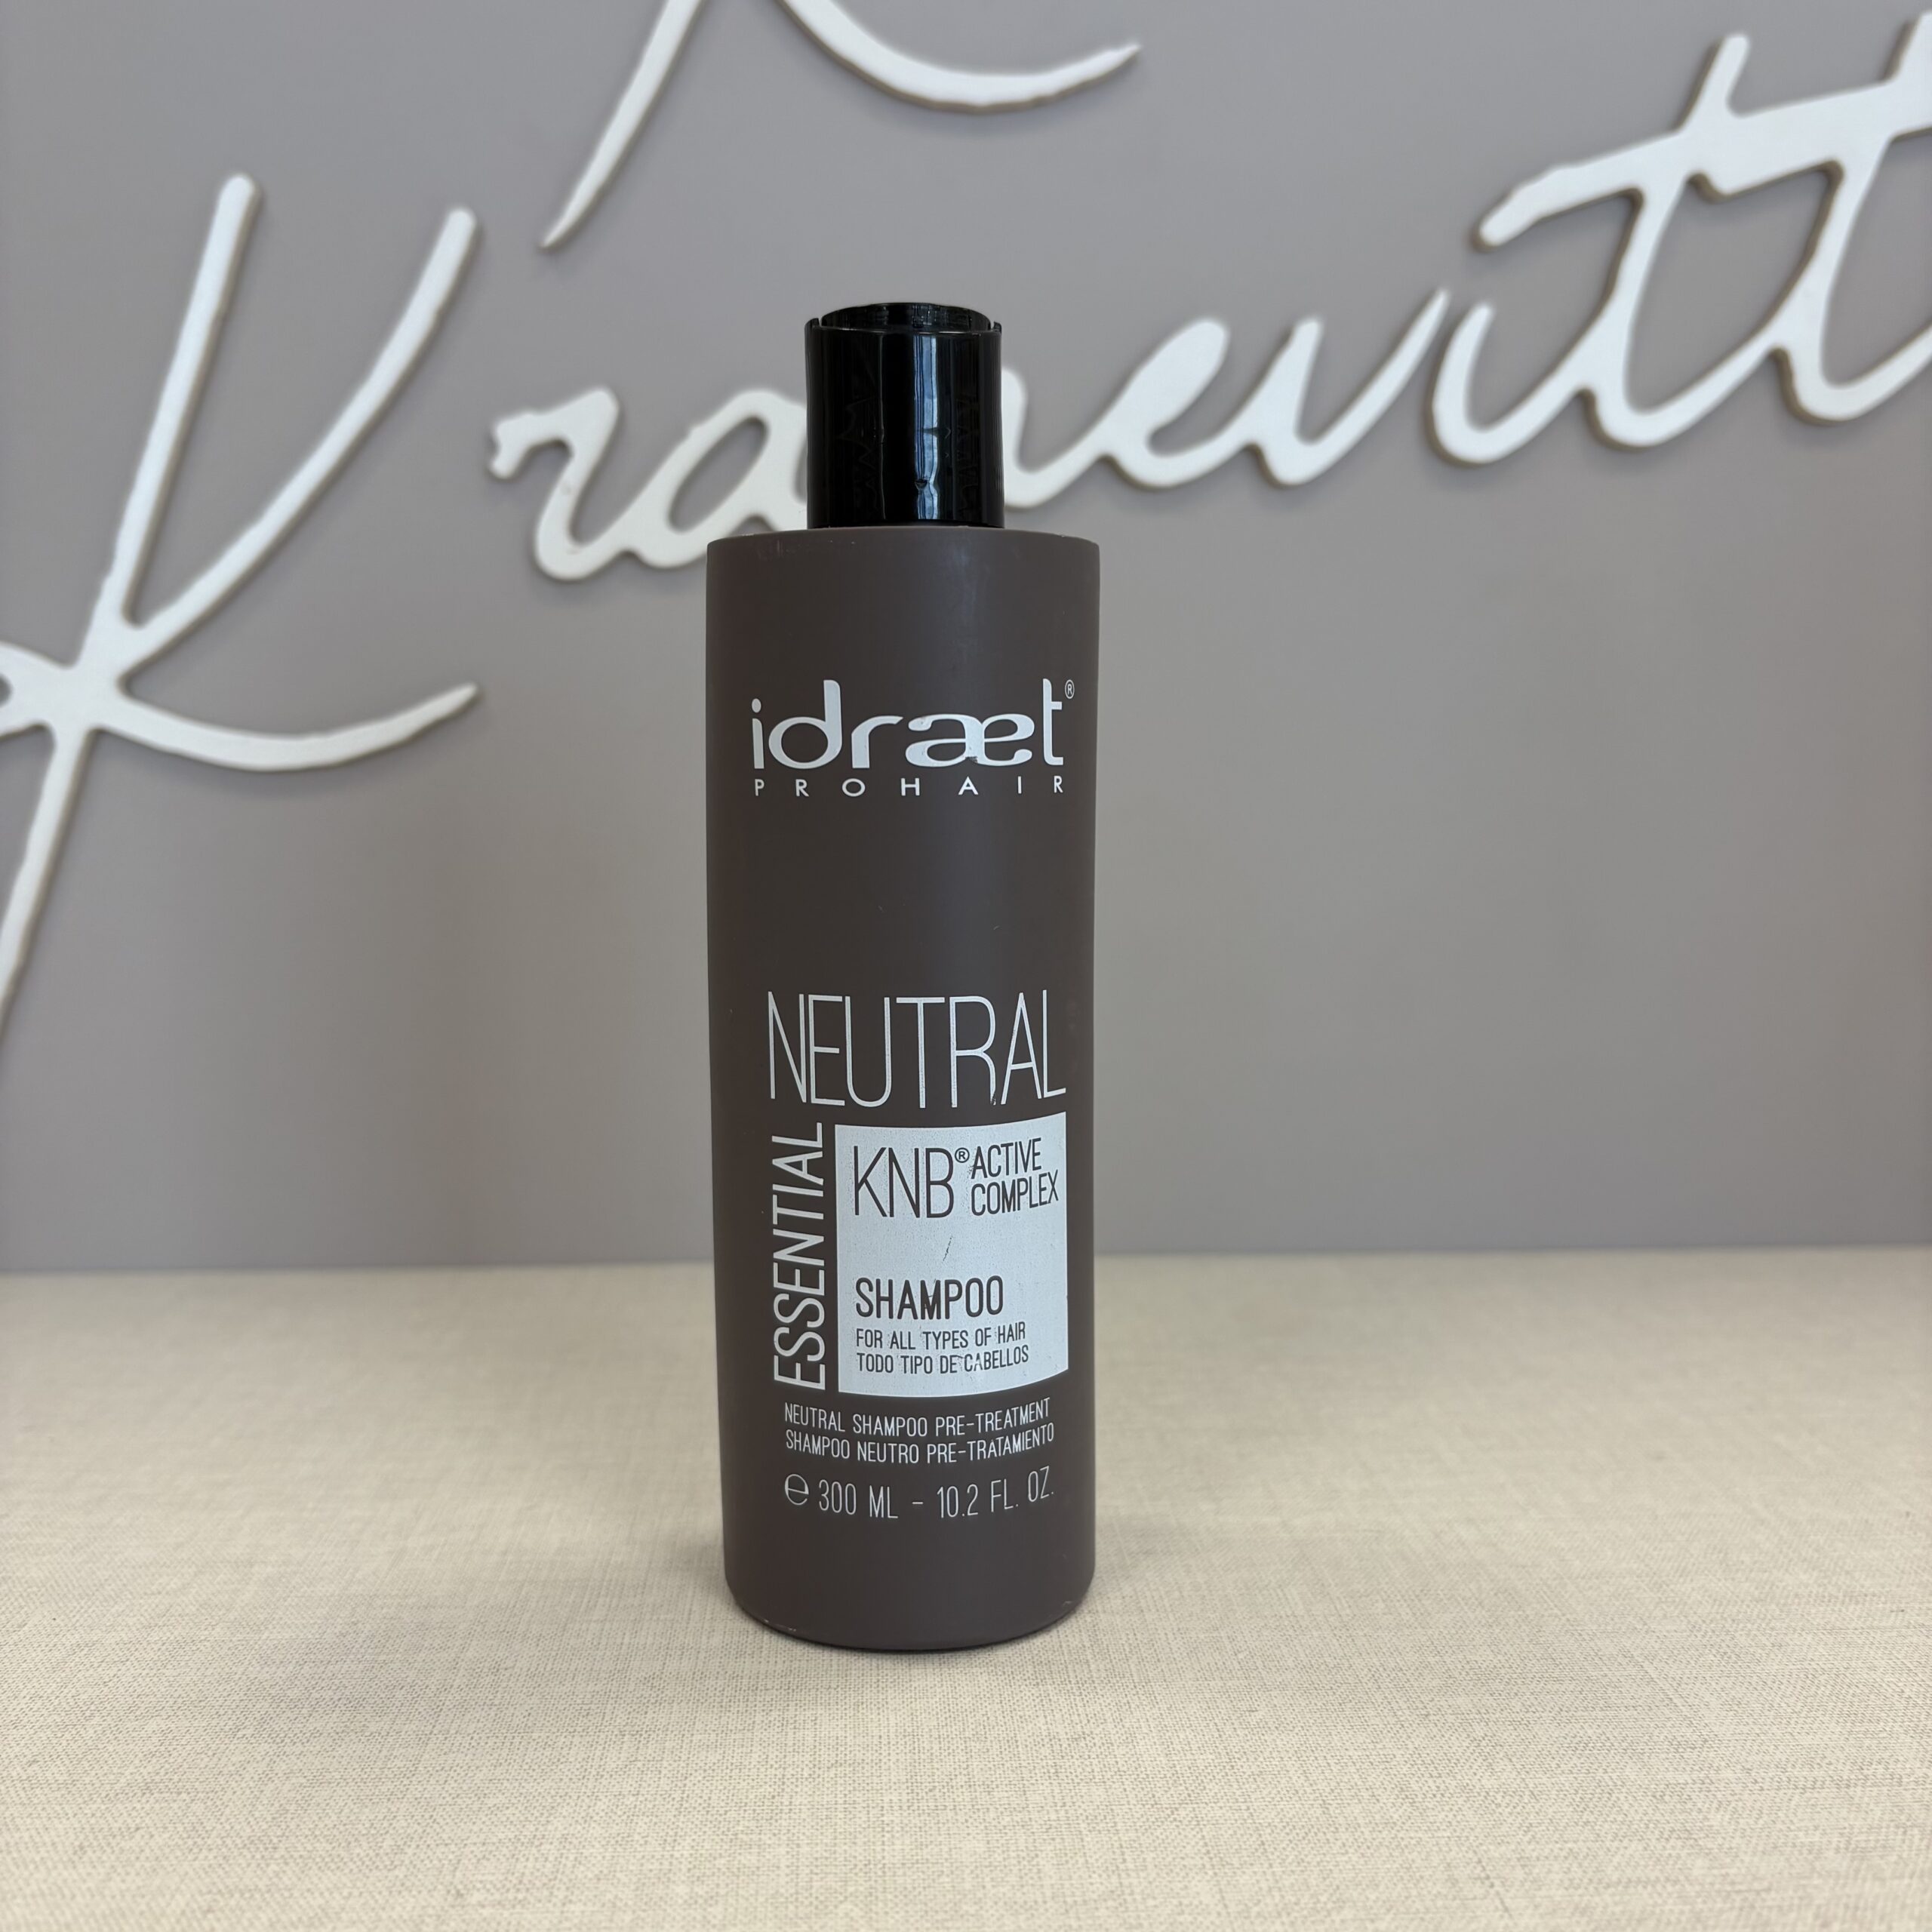 Kranevitt
idraet®
PROHAIR
NEUTRAL
ESSENTIAL
KNB® ACTIVE
COMPLEX
SHAMPOO
FOR ALL TYPES OF HAIR
TODO TIPO DE CABELLOS
NEUTRAL SHAMPOO PRE-TREATMENT
SHAMPOO NEUTRO PRE-TRATAMIENTO
℮ 300 ML - 10.2 FL. OZ.